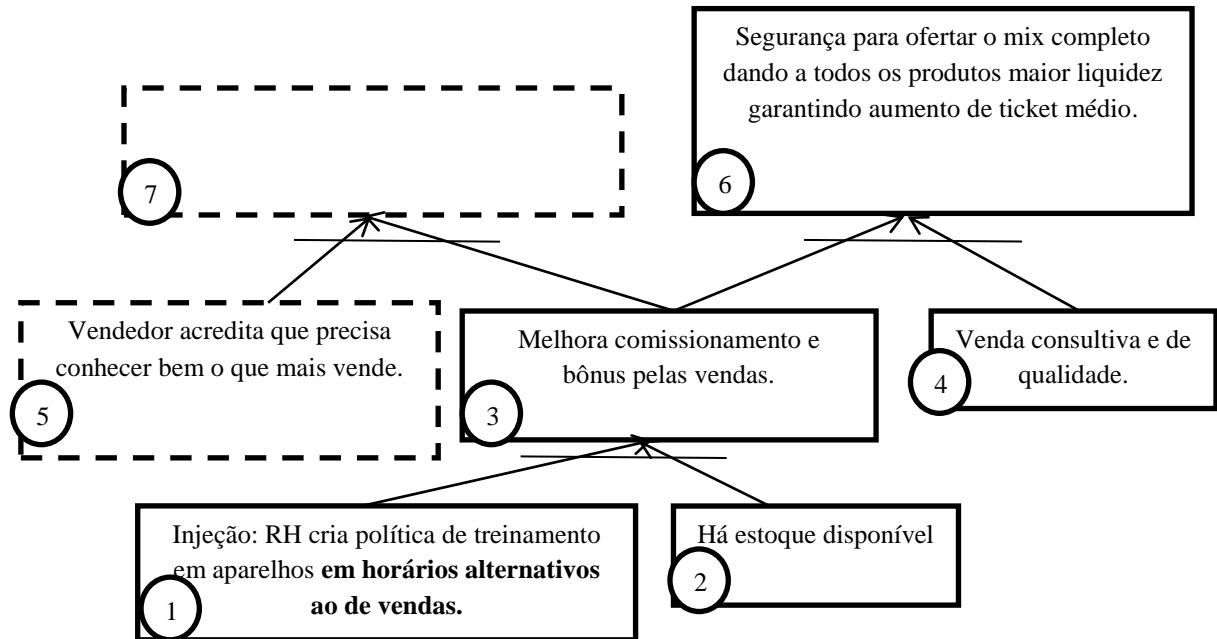 Segurança para ofertar o mix completo
dando a todos os produtos maior liquidez
garantindo aumento de ticket médio.
7
6
Vendedor acredita que precisa
conhecer bem o que mais vende.
5
Melhora comissionamento e
bônus pelas vendas.
3
Venda consultiva e de
qualidade.
4
Injeção: RH cria política de treinamento
em aparelhos em horários alternativos
ao de vendas.
1
Há estoque disponível
2